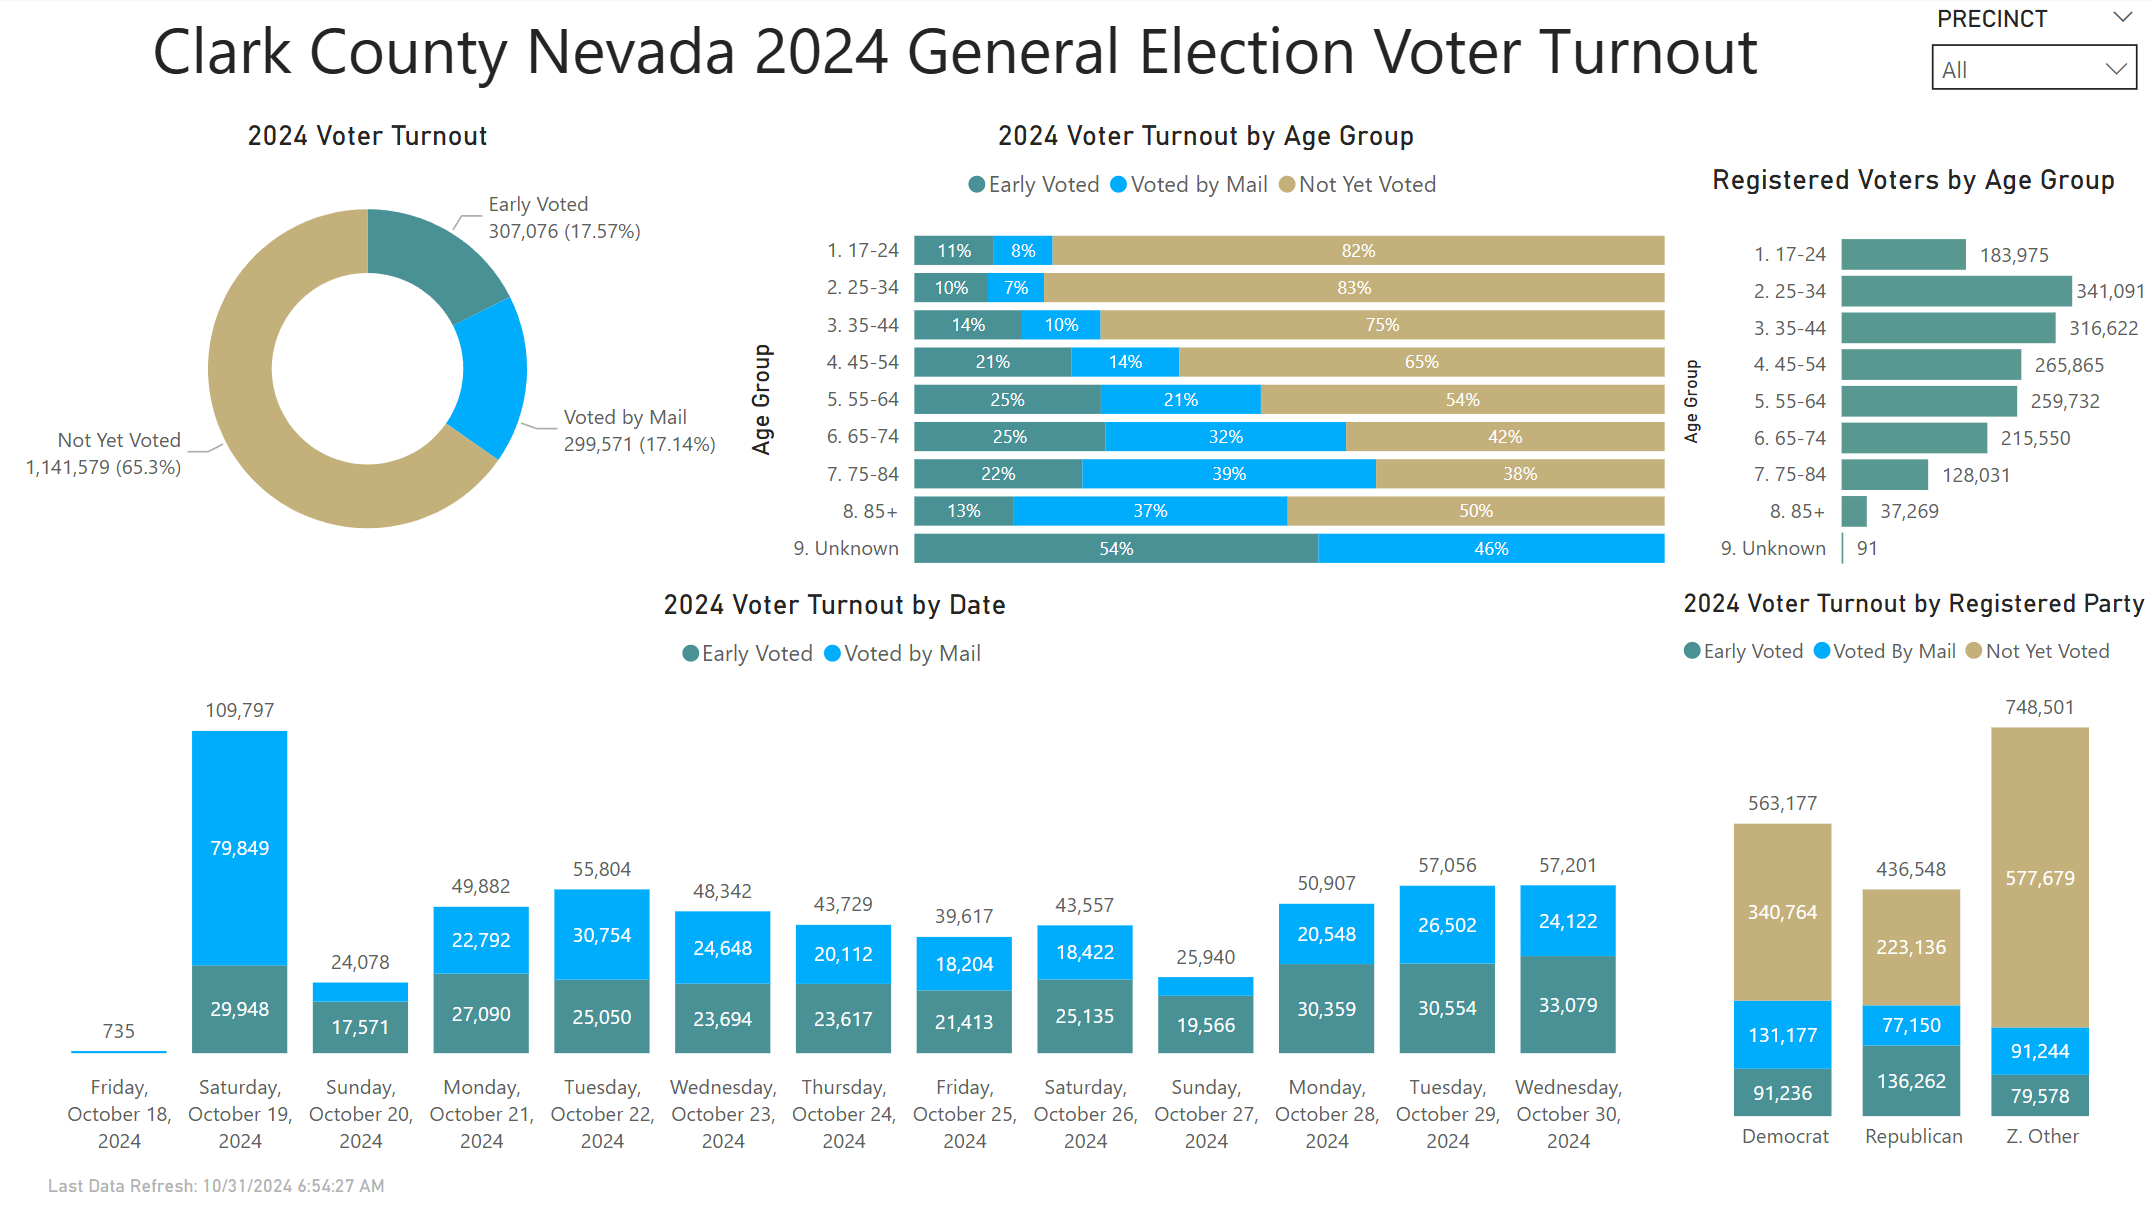 Clark County Nevada 2024 General Election Voter Turnout
PRECINCT
All
2024 Voter Turnout
Early Voted
307,076 (17.57%)
Voted by Mail
299,571 (17.14%)
Not Yet Voted
1,141,579 (65.3%)
2024 Voter Turnout by Age Group
Early Voted Voted by Mail Not Yet Voted
Age Group
1. 17-24 11% 8% 82%
2. 25-34 10% 7% 83%
3. 35-44 14% 10% 75%
4. 45-54 21% 14% 65%
5. 55-64 25% 21% 54%
6. 65-74 25% 32% 42%
7. 75-84 22% 39% 38%
8. 85+ 13% 37% 50%
9. Unknown 54% 46%
Registered Voters by Age Group
Age Group
1. 17-24 183,975
2. 25-34 341,091
3. 35-44 316,622
4. 45-54 265,865
5. 55-64 259,732
6. 65-74 215,550
7. 75-84 128,031
8. 85+ 37,269
9. Unknown 91
2024 Voter Turnout by Date
Early Voted Voted by Mail
735
Friday,
October 18,
2024
109,797
79,849
29,948
Saturday,
October 19,
2024
24,078
17,571
Sunday,
October 20,
2024
49,882
22,792
27,090
Monday,
October 21,
2024
55,804
30,754
25,050
Tuesday,
October 22,
2024
48,342
24,648
23,694
Wednesday,
October 23,
2024
43,729
20,112
23,617
Thursday,
October 24,
2024
39,617
18,204
21,413
Friday,
October 25,
2024
43,557
18,422
25,135
Saturday,
October 26,
2024
25,940
19,566
Sunday,
October 27,
2024
50,907
20,548
30,359
Monday,
October 28,
2024
57,056
26,502
30,554
Tuesday,
October 29,
2024
57,201
24,122
33,079
Wednesday,
October 30,
2024
2024 Voter Turnout by Registered Party
Early Voted Voted By Mail Not Yet Voted
563,177
340,764
131,177
91,236
Democrat
436,548
223,136
77,150
136,262
Republican
748,501
577,679
91,244
79,578
Z. Other
Last Data Refresh: 10/31/2024 6:54:27 AM